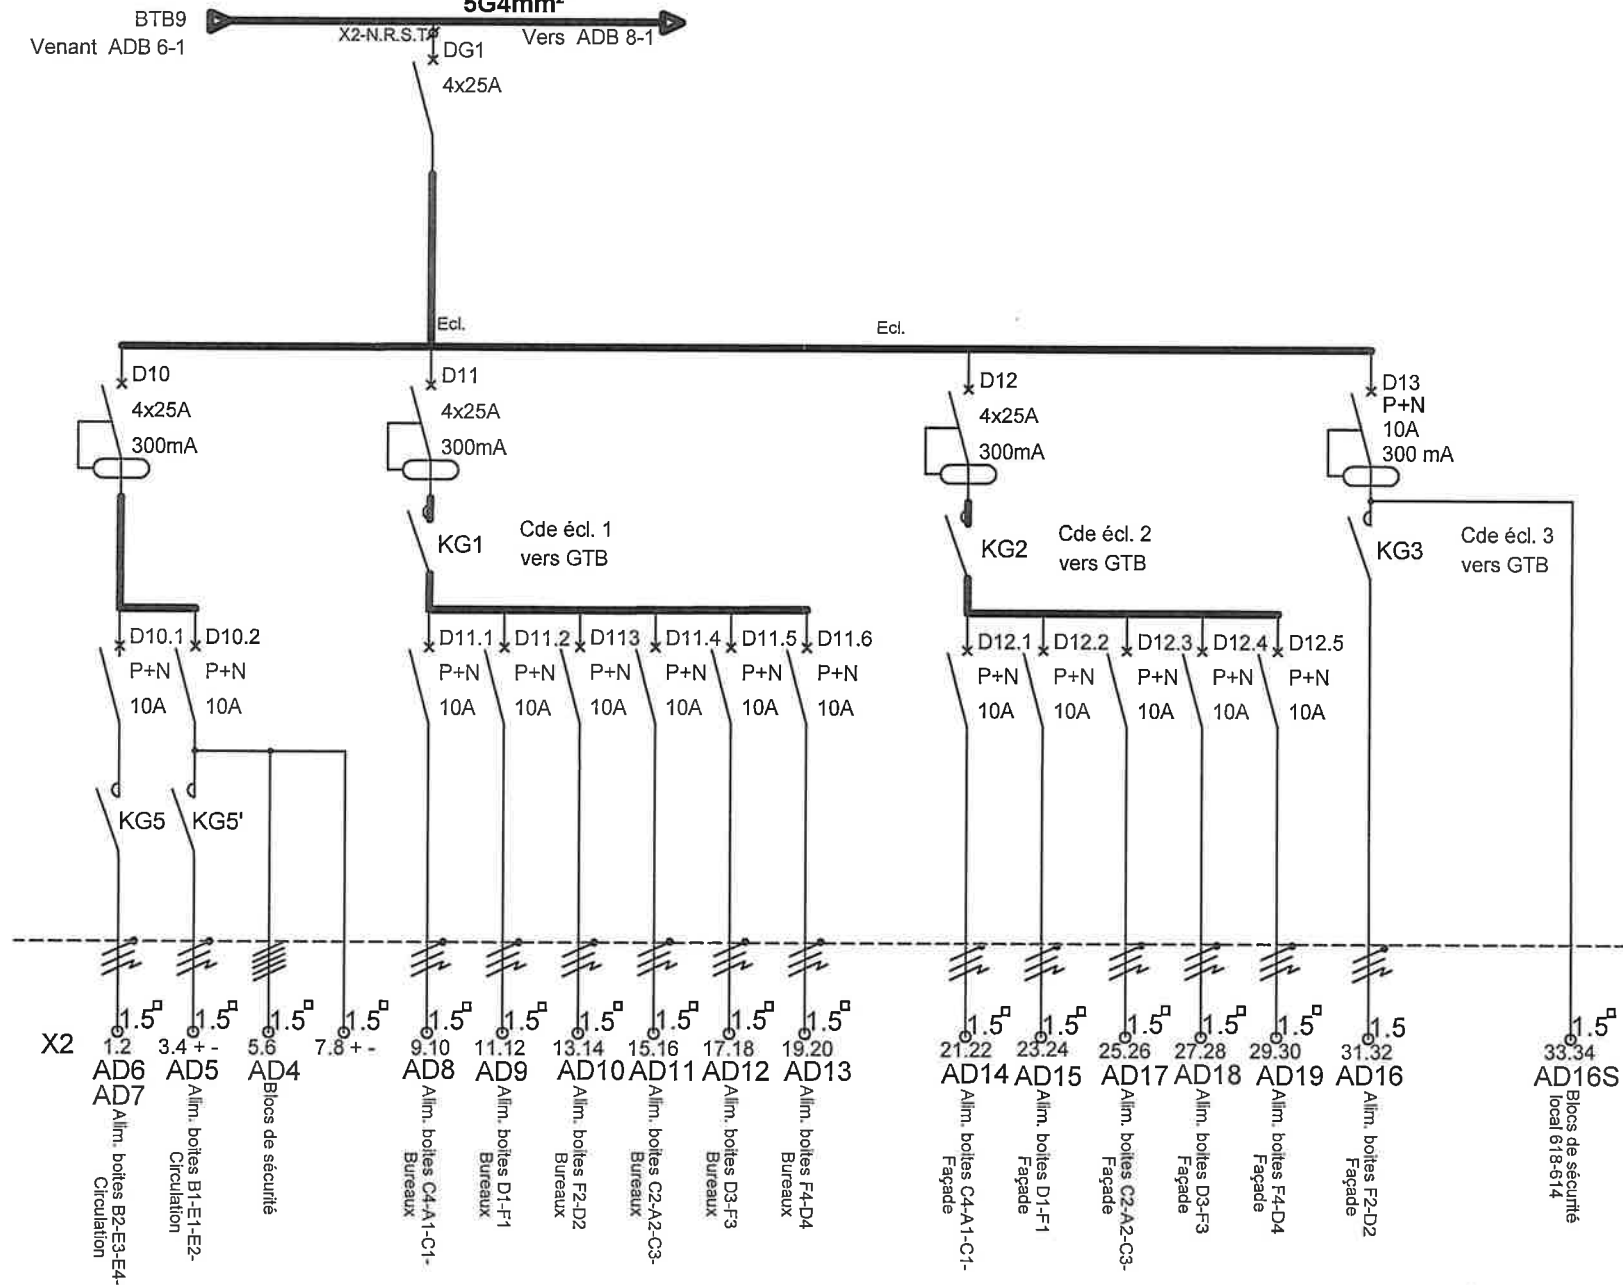 5G4mm²
BTB9
Venant ADB 6-1
X2-N.R.S.T
Vers ADB 8-1
DG1
4x25A
Ecl.
Ecl.
D10
4x25A
300mA
D11
4x25A
300mA
D12
4x25A
300mA
D13
P+N
10A
300 mA
KG1
Cde écl. 1
vers GTB
KG2
Cde écl. 2
vers GTB
KG3
Cde écl. 3
vers GTB
D10.1
P+N
10A
D10.2
P+N
10A
D11.1
P+N
10A
D11.2
P+N
10A
D113
P+N
10A
D11.4
P+N
10A
D11.5
P+N
10A
D11.6
P+N
10A
D12.1
P+N
10A
D12.2
P+N
10A
D12.3
P+N
10A
D12.4
P+N
10A
D12.5
P+N
10A
KG5
KG5'
X2
1.5
1.2
AD6
AD7
Alim. boites B2-E3-E4-
Circulation
1.5
3.4 + -
AD5
Alim. boites B1-E1-E2-
Circulation
1.5
5.6
AD4
Blocs de sécurité
1.5
7.8 + -
1.5
9.10
AD8
Alim. boites C4-A1-C1-
Bureaux
1.5
11.12
AD9
Alim. boites D1-F1
Bureaux
1.5
13.14
AD10
Alim. boites F2-D2
Bureaux
1.5
15.16
AD11
Alim. boites C2-A2-C3-
Bureaux
1.5
17.18
AD12
Alim. boites D3-F3
Bureaux
1.5
19.20
AD13
Alim. boites F4-D4
Bureaux
1.5
21.22
AD14
Alim. boites C4-A1-C1-
Façade
1.5
23.24
AD15
Alim. boites D1-F1
Façade
1.5
25.26
AD17
Alim. boites C2-A2-C3-
Façade
1.5
27.28
AD18
Alim. boites D3-F3
Façade
1.5
29.30
AD19
Alim. boites F4-D4
Façade
1.5
31.32
AD16
Alim. boites F2-D2
Façade
1.5
33.34
AD16S
Blocs de sécurité
local 618-614